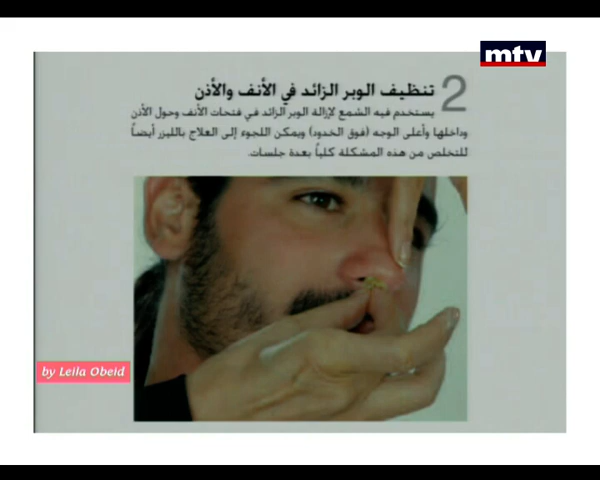 mtv
2 تنظيف الوبر الزائد في الأنف والأذن
يستخدم فيه الشمع لإزالة الوبر الزائد في فتحات الأنف وحول الأذن
وداخلها وأعلى الوجه (فوق الخدود) ويمكن اللجوء إلى العلاج بالليزر أيضاً
للتخلص من هذه المشكلة كلياً بعدة جلسات.
by Leila Obeid